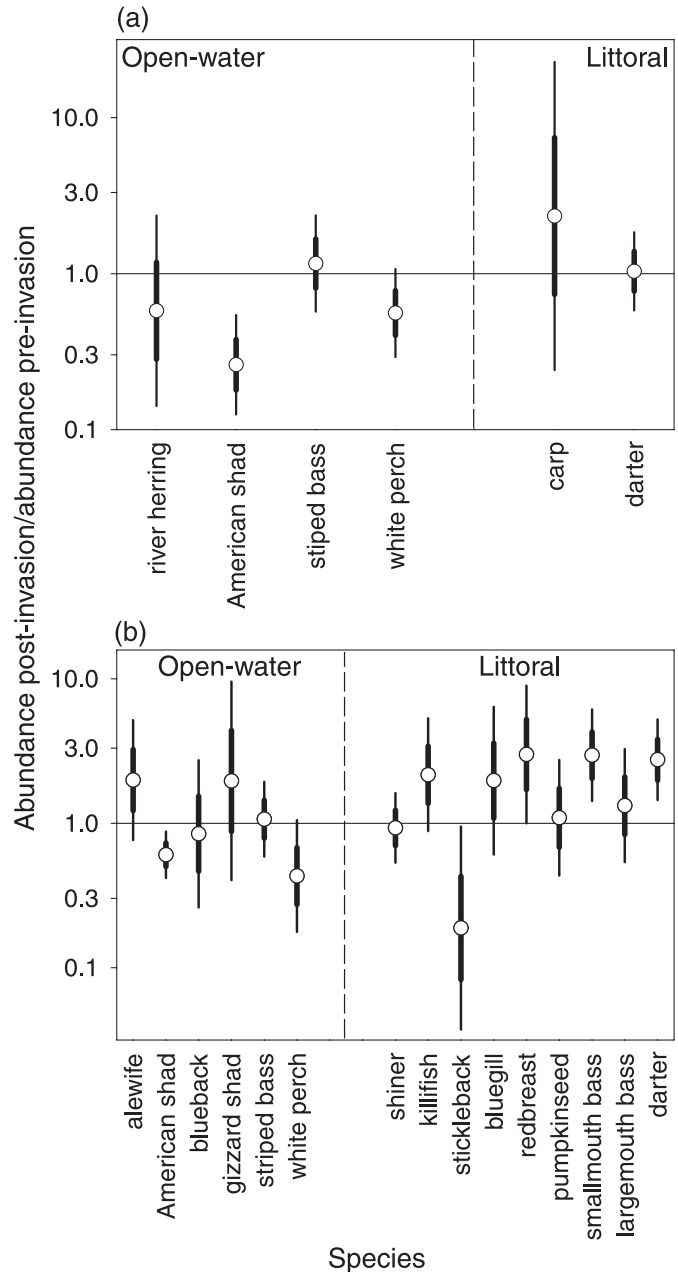 (a)
Open-water
Littoral
10.0
3.0
1.0
0.3
0.1
river herring
American shad
stiped bass
white perch
carp
darter
Abundance post-invasion/abundance pre-invasion
(b)
Open-water
Littoral
10.0
3.0
1.0
0.3
0.1
alewife
American shad
blueback
gizzard shad
striped bass
white perch
shiner
killifish
stickleback
bluegill
redbreast
pumpkinseed
smallmouth bass
largemouth bass
darter
Species